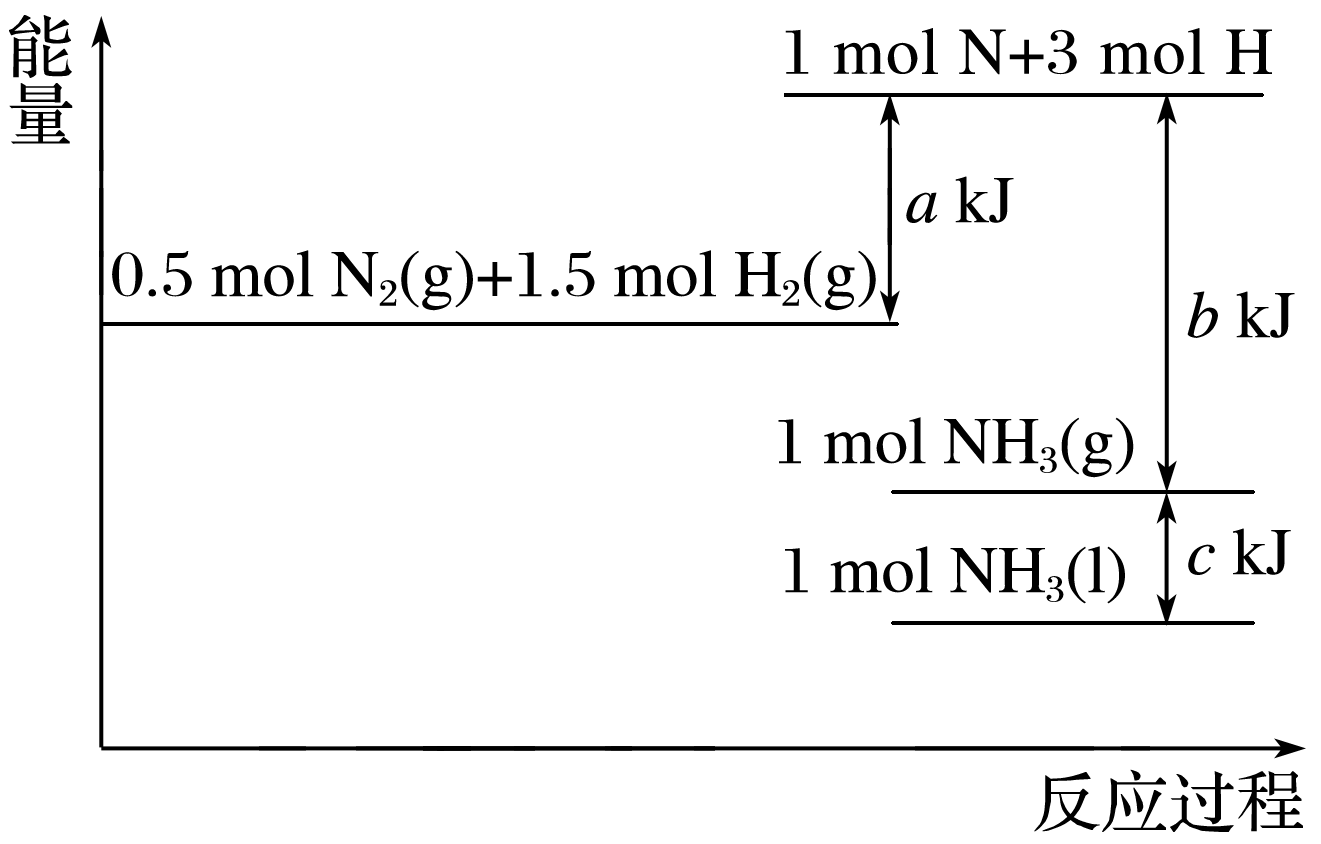 能量
1 mol N+3 mol H
a kJ
0.5 mol N₂(g)+1.5 mol H₂(g)
b kJ
1 mol NH₃(g)
c kJ
1 mol NH₃(l)
反应过程